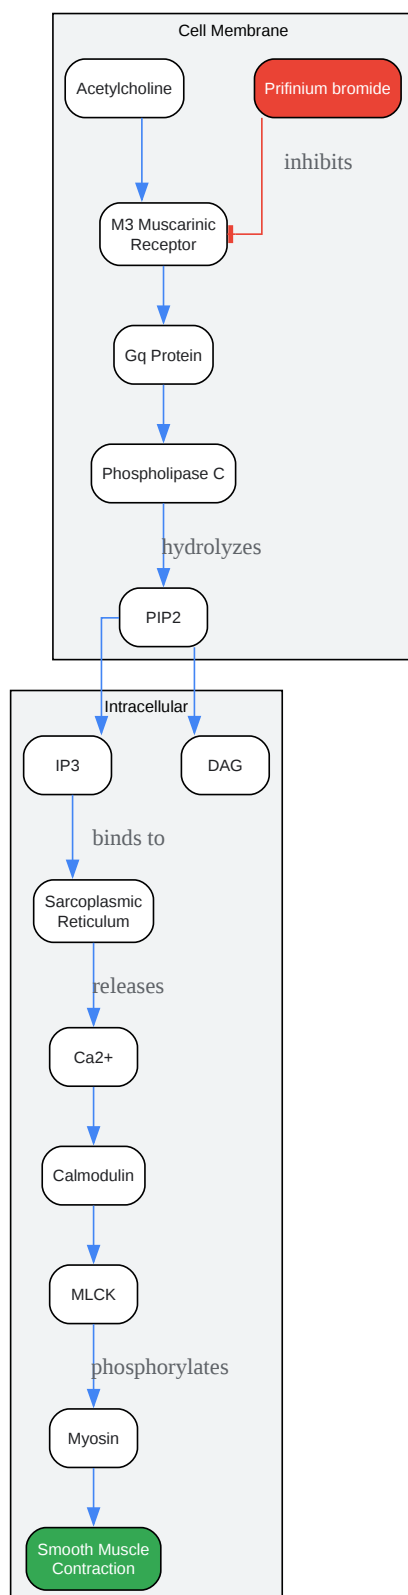 Cell Membrane
Acetylcholine
Prifinium bromide
inhibits
M3 Muscarinic
Receptor
Gq Protein
Phospholipase C
hydrolyzes
PIP2
Intracellular
IP3
DAG
binds to
Sarcoplasmic
Reticulum
releases
Ca2+
Calmodulin
MLCK
phosphorylates
Myosin
Smooth Muscle
Contraction